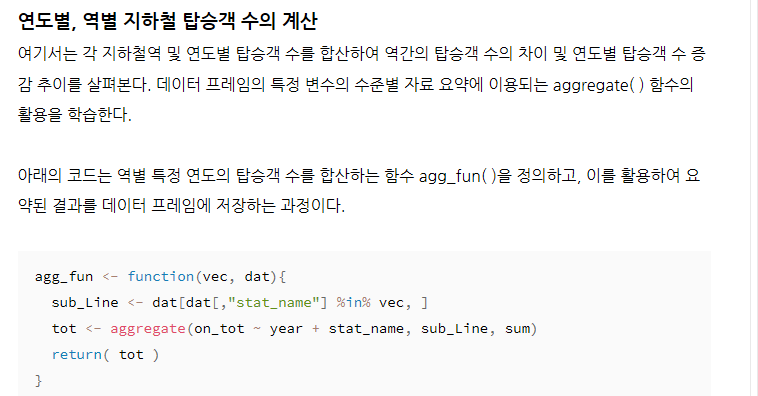 연도별, 역별 지하철 탑승객 수의 계산
여기서는 각 지하철역 및 연도별 탑승객 수를 합산하여 역간의 탑승객 수의 차이 및 연도별 탑승객 수 증
감 추이를 살펴본다. 데이터 프레임의 특정 변수의 수준별 자료 요약에 이용되는 aggregate( ) 함수의
활용을 학습한다.
아래의 코드는 역별 특정 연도의 탑승객 수를 합산하는 함수 agg_fun( )을 정의하고, 이를 활용하여 요
약된 결과를 데이터 프레임에 저장하는 과정이다.
agg_fun <- function(vec, dat){
  sub_Line <- dat[dat[,"stat_name"] %in% vec, ]
  tot <- aggregate(on_tot ~ year + stat_name, sub_Line, sum)
  return( tot )
}